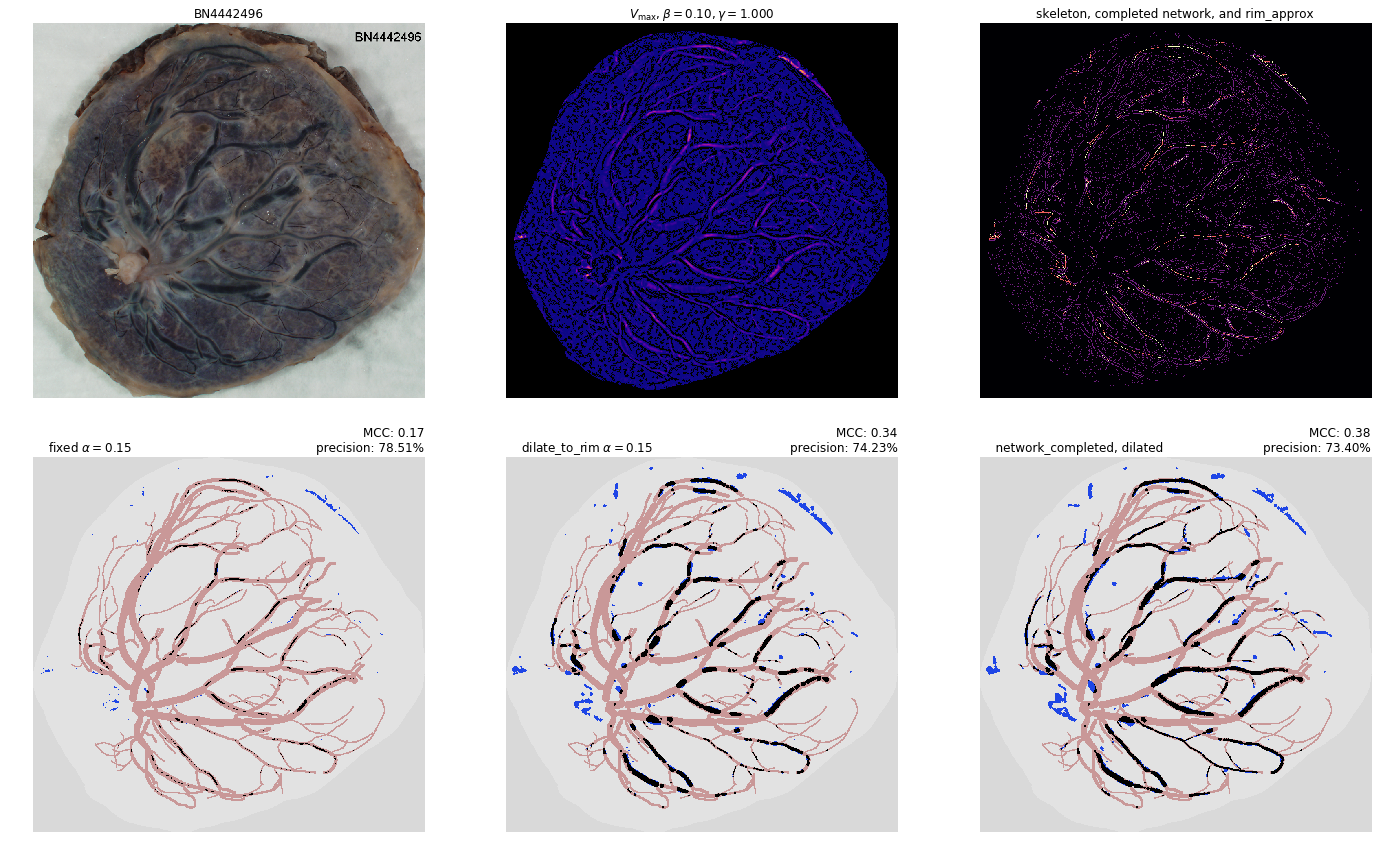 BN4442496
BN4442496
$V_{\max}$, $\beta = 0.10, \gamma = 1.000$
skeleton, completed network, and rim_approx
MCC: 0.17
fixed $\alpha = 0.15$ precision: 78.51%
MCC: 0.34
dilate_to_rim $\alpha = 0.15$ precision: 74.23%
MCC: 0.38
network_completed, dilated precision: 73.40%